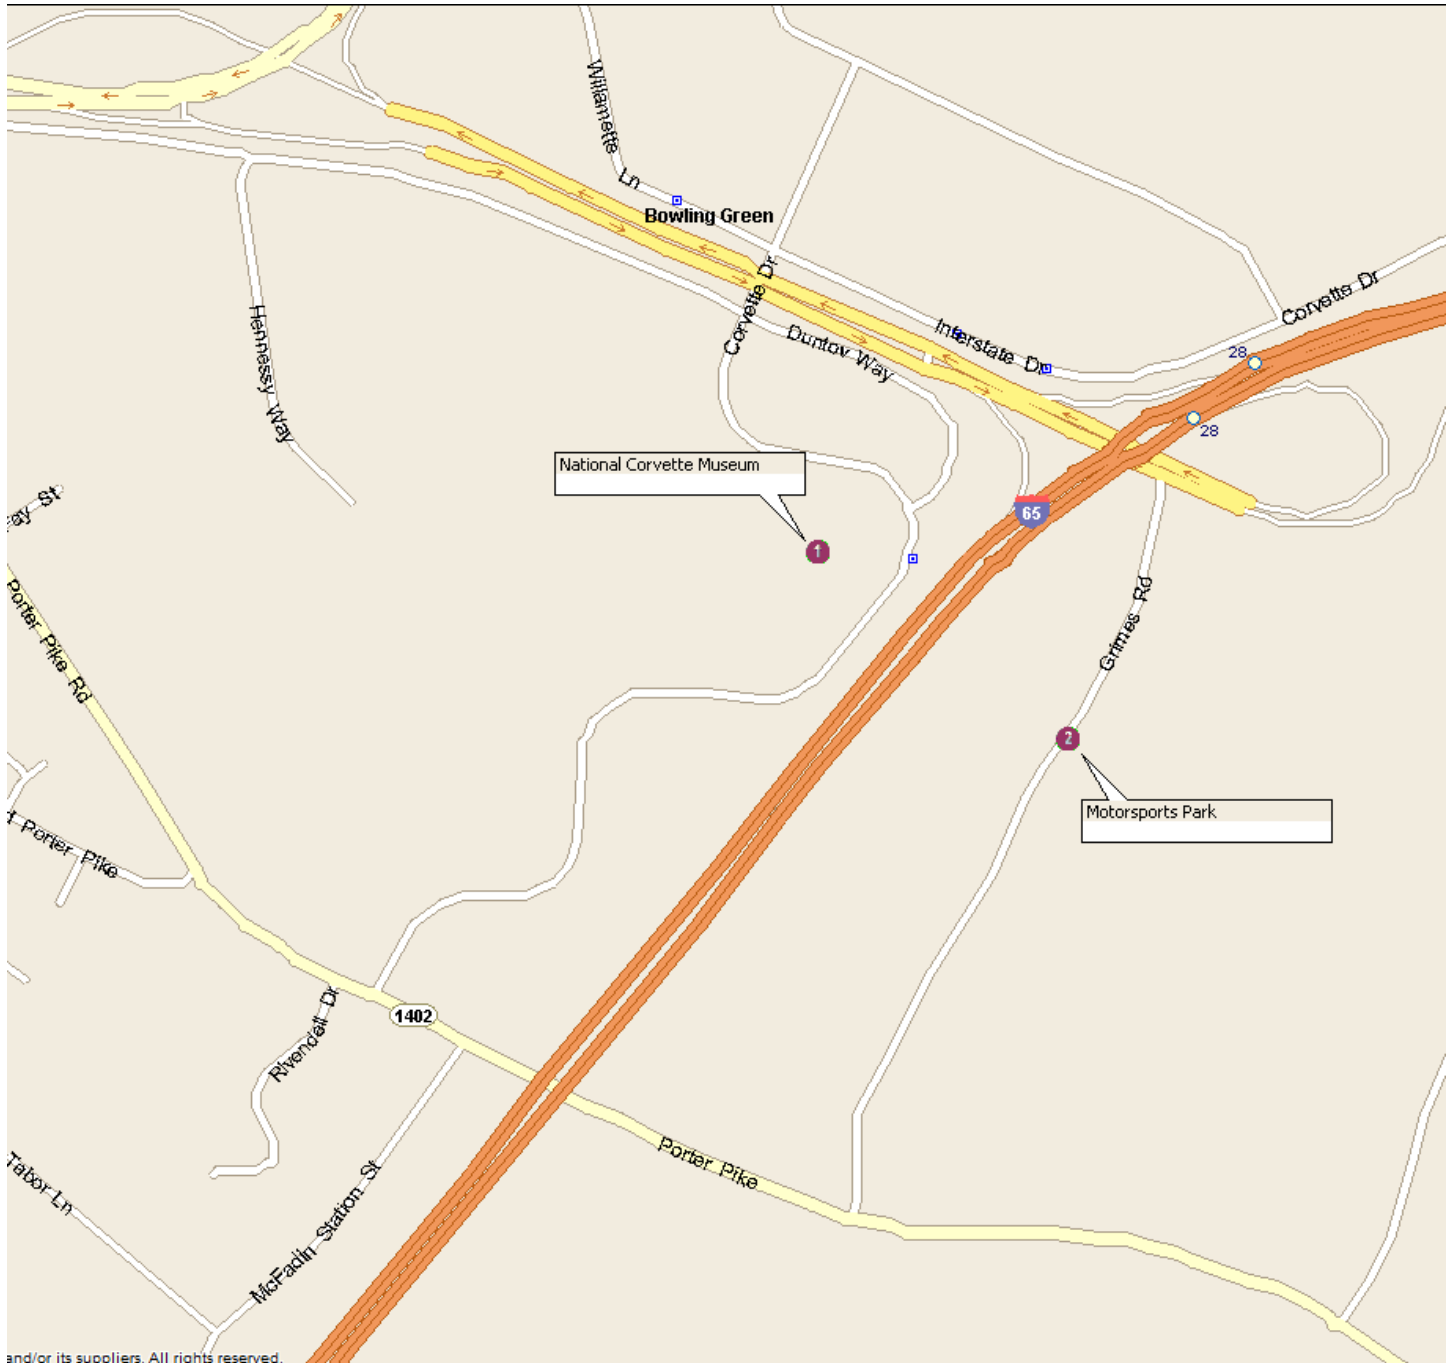 Willamette Ln
Bowling Green
Corvette Dr
Corvette Dr
Interstate Dr
28
Duntov Way
Hennessy Way
28
National Corvette Museum
65
1
ay St
Porter Pike Rd
Grimes Rd
2
Motorsports Park
Porter Pike
1402
Rivendell Dr
Porter Pike
McFadin Station St
Tabor Ln
and/or its suppliers. All rights reserved.